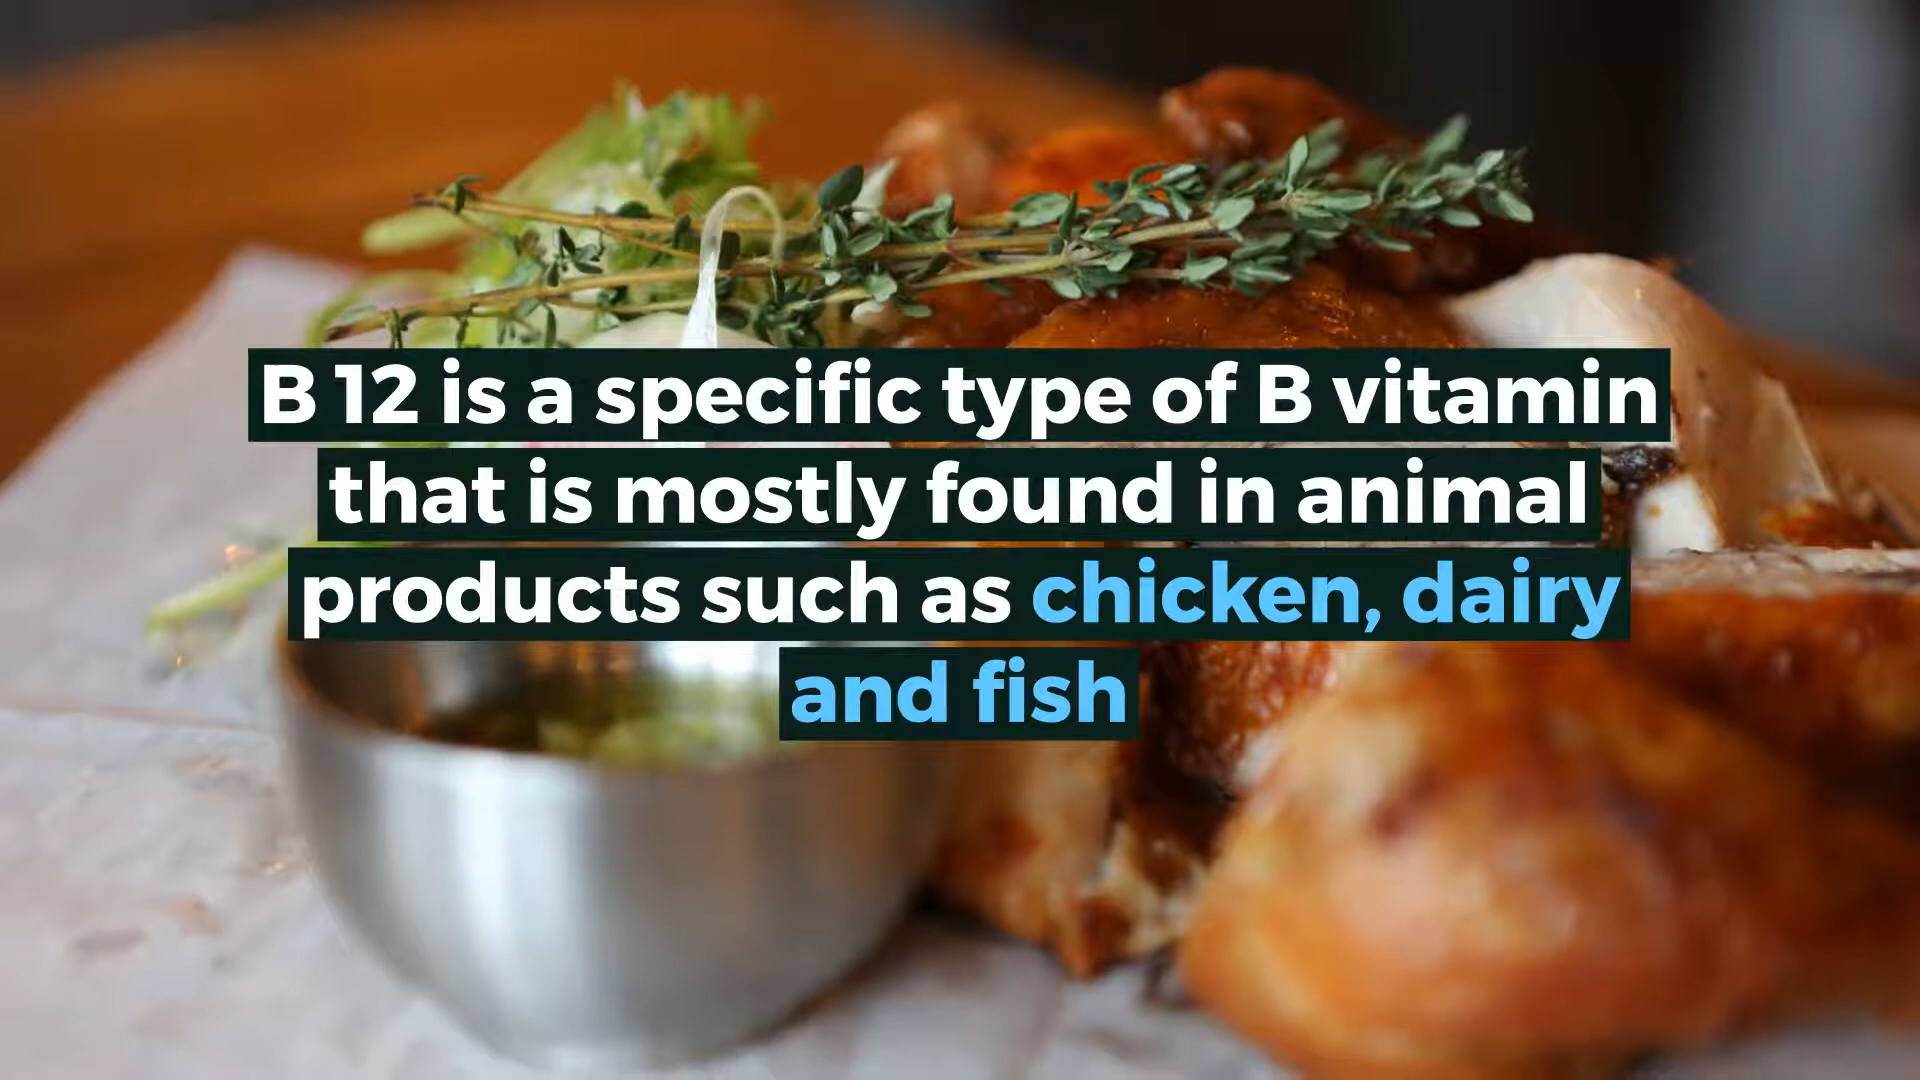 B 12 is a specific type of B vitamin
that is mostly found in animal
products such as chicken, dairy
and fish